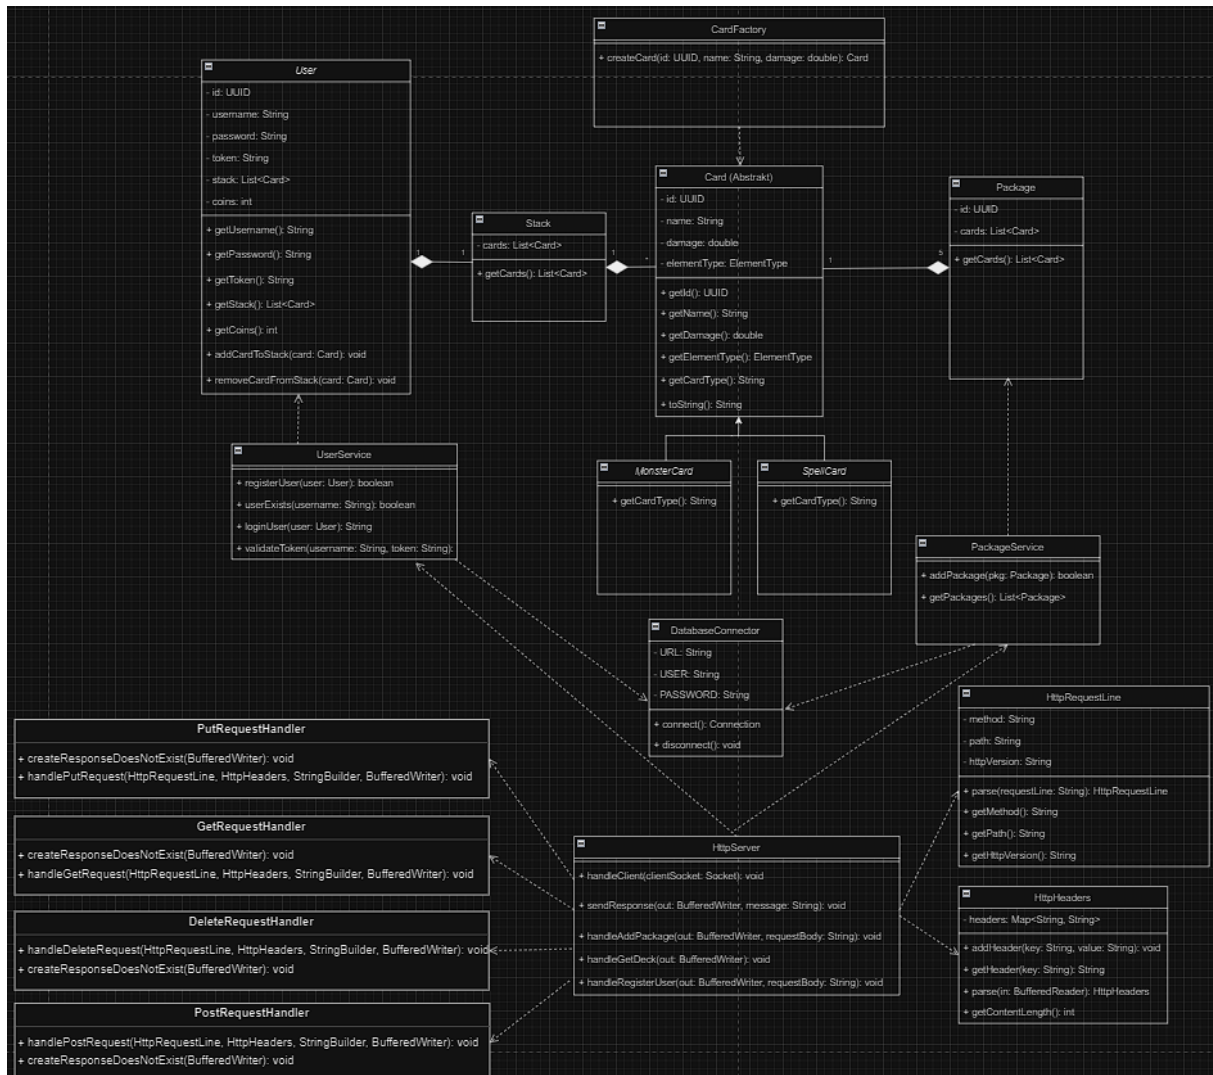 CardFactory
+ createCard(id: UUID, name: String, damage: double): Card
User
- id: UUID
- username: String
- password: String
- token: String
- stack: List<Card>
- coins: int
+ getUsername(): String
+ getPassword(): String
+ getToken(): String
+ getStack(): List<Card>
+ getCoins(): int
+ addCardToStack(card: Card): void
+ removeCardFromStack(card: Card): void
1
1
Stack
- cards: List<Card>
+ getCards(): List<Card>
1
*
Card (Abstrakt)
- id: UUID
- name: String
- damage: double
- elementType: ElementType
+ getId(): UUID
+ getName(): String
+ getDamage(): double
+ getElementType(): ElementType
+ getCardType(): String
+ toString(): String
1
5
Package
- id: UUID
- cards: List<Card>
+ getCards(): List<Card>
UserService
+ registerUser(user: User): boolean
+ userExists(username: String): boolean
+ loginUser(user: User): String
+ validateToken(username: String, token: String):
MonsterCard
+ getCardType(): String
SpellCard
+ getCardType(): String
PackageService
+ addPackage(pkg: Package): boolean
+ getPackages(): List<Package>
DatabaseConnector
- URL: String
- USER: String
- PASSWORD: String
+ connect(): Connection
+ disconnect(): void
HttpRequestLine
- method: String
- path: String
- httpVersion: String
+ parse(requestLine: String): HttpRequestLine
+ getMethod(): String
+ getPath(): String
+ getHttpVersion(): String
PutRequestHandler
+ createResponseDoesNotExist(BufferedWriter): void
+ handlePutRequest(HttpRequestLine, HttpHeaders, StringBuilder, BufferedWriter): void
GetRequestHandler
+ createResponseDoesNotExist(BufferedWriter): void
+ handleGetRequest(HttpRequestLine, HttpHeaders, StringBuilder, BufferedWriter): void
DeleteRequestHandler
+ handleDeleteRequest(HttpRequestLine, HttpHeaders, StringBuilder, BufferedWriter): void
+ createResponseDoesNotExist(BufferedWriter): void
PostRequestHandler
+ handlePostRequest(HttpRequestLine, HttpHeaders, StringBuilder, BufferedWriter): void
+ createResponseDoesNotExist(BufferedWriter): void
HttpServer
+ handleClient(clientSocket: Socket): void
+ sendResponse(out: BufferedWriter, message: String): void
+ handleAddPackage(out: BufferedWriter, requestBody: String): void
+ handleGetDeck(out: BufferedWriter): void
+ handleRegisterUser(out: BufferedWriter, requestBody: String): void
HttpHeaders
- headers: Map<String, String>
+ addHeader(key: String, value: String): void
+ getHeader(key: String): String
+ parse(in: BufferedReader): HttpHeaders
+ getContentLength(): int